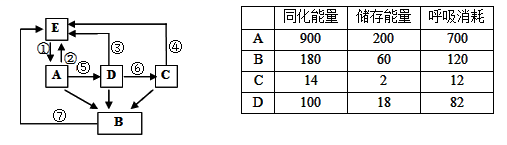 E
① ② ③ ④
A ⑤ D ⑥ C
⑦ B
同化能量 储存能量 呼吸消耗
A 900 200 700
B 180 60 120
C 14 2 12
D 100 18 82